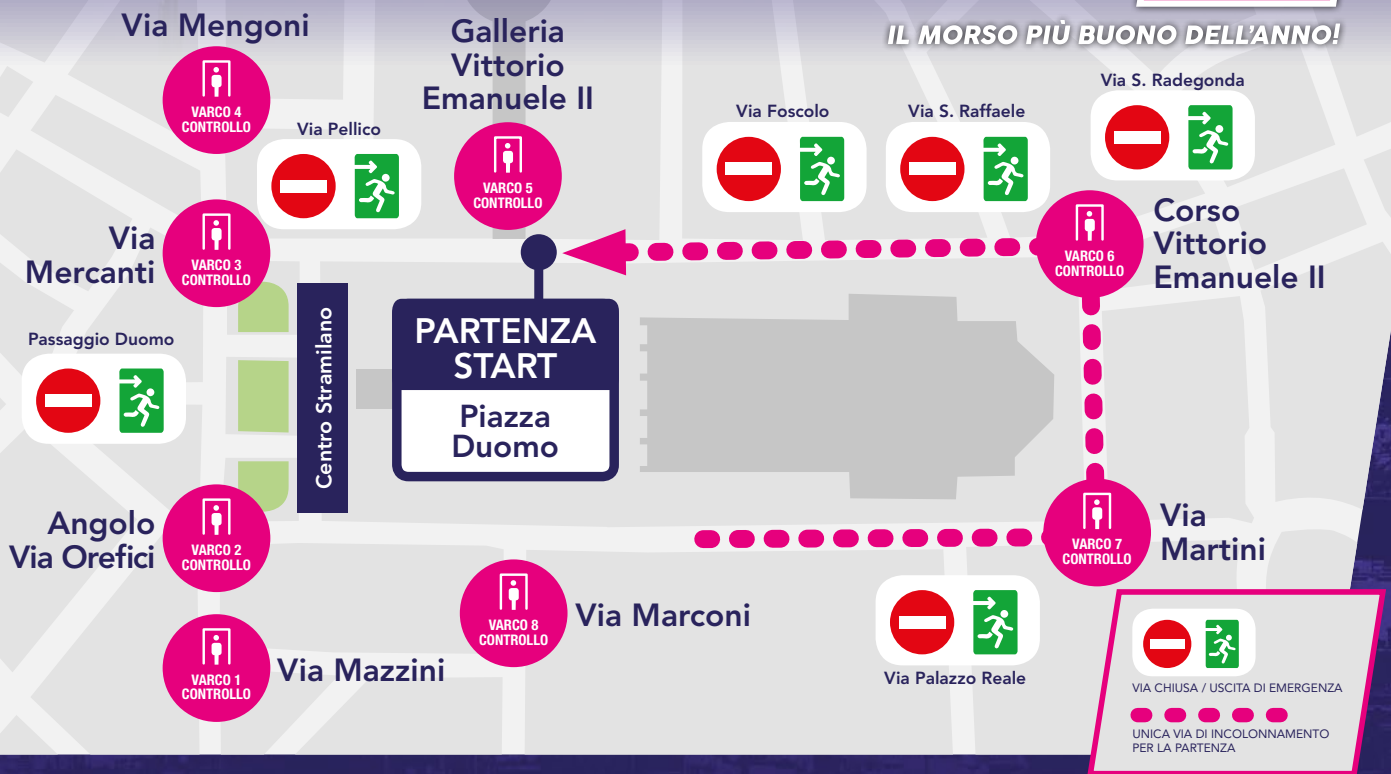 IL MORSO PIÙ BUONO DELL'ANNO!
Via Mengoni
VARCO 4
CONTROLLO
Via Pellico
Galleria
Vittorio
Emanuele II
VARCO 5
CONTROLLO
Via Foscolo
Via S. Raffaele
Via S. Radegonda
Via
Mercanti
VARCO 3
CONTROLLO
VARCO 6
CONTROLLO
Corso
Vittorio
Emanuele II
Passaggio Duomo
Centro Stramilano
PARTENZA
START
Piazza
Duomo
Angolo
Via Orefici
VARCO 2
CONTROLLO
VARCO 7
CONTROLLO
Via
Martini
VARCO 8
CONTROLLO
Via Marconi
VARCO 1
CONTROLLO
Via Mazzini
Via Palazzo Reale
VIA CHIUSA / USCITA DI EMERGENZA
UNICA VIA DI INCOLONNAMENTO
PER LA PARTENZA